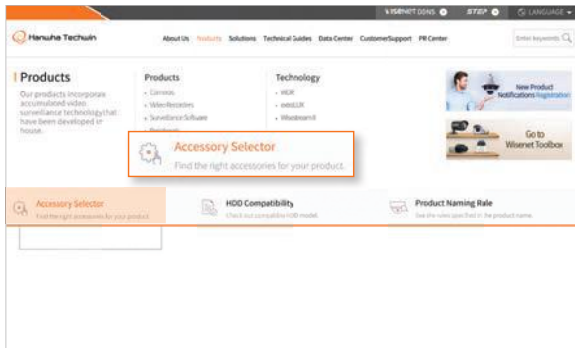 WISENET DDNS STEP LANGUAGE
Hanwha Techwin
About Us Products Solutions Technical Guides Data Center CustomerSupport PR Center
Enter keywords
Products
Our products incorporate
accumulated video
surveillance technologythat
have been developed in
house.
Products
• Cameras
• Video Recorders
• Surveillance Software
Technology
• WDR
• extraLUX
• Wisestream II
New Product
Notifications Registration
Go to
Wisenet Toolbox
Accessory Selector
Find the right accessories for your product.
Accessory Selector
Find the right accessories for your product
HDD Compatibility
Check out compatible HDD model.
Product Naming Rale
See the rules specified in the product name.